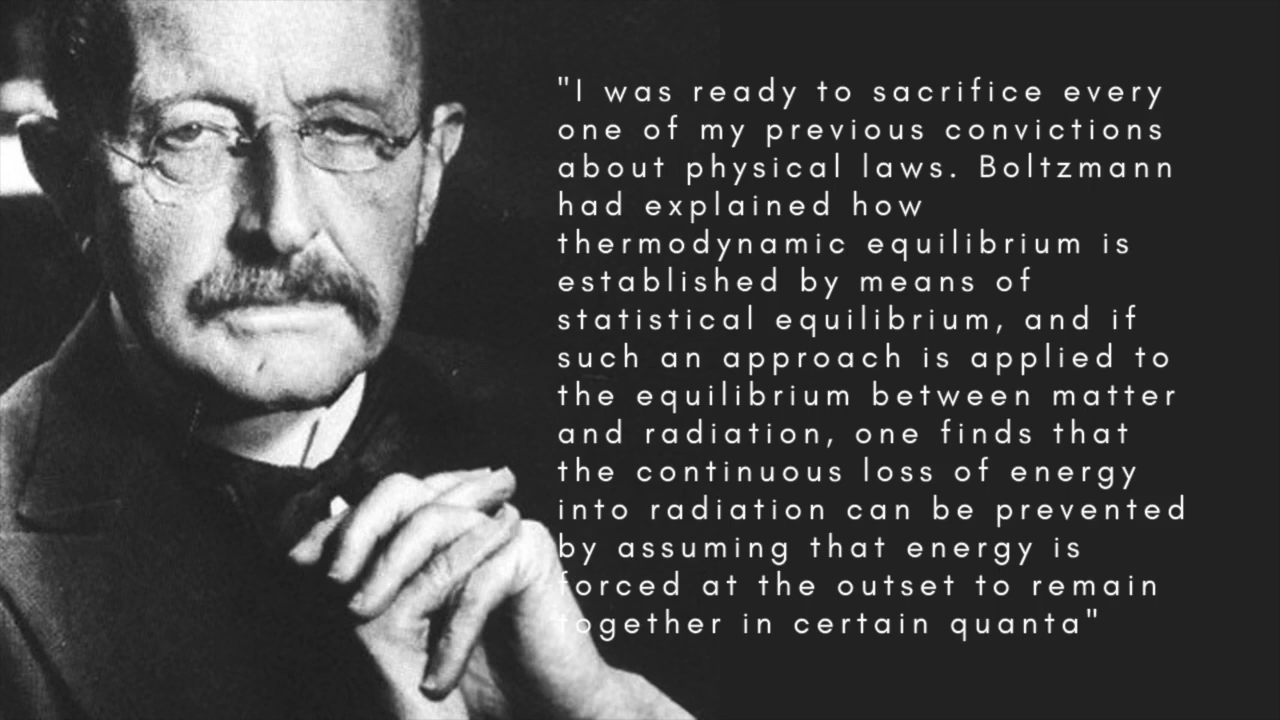 "I was ready to sacrifice every
one of my previous convictions
about physical laws. Boltzmann
had explained how
thermodynamic equilibrium is
established by means of
statistical equilibrium, and if
such an approach is applied to
the equilibrium between matter
and radiation, one finds that
the continuous loss of energy
into radiation can be prevented
by assuming that energy is
forced at the outset to remain
together in certain quanta"